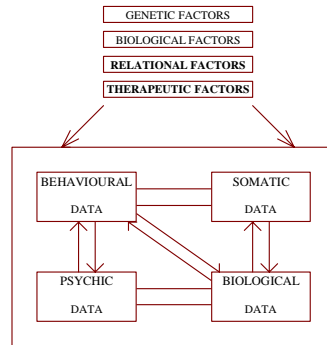 GENETIC FACTORS
BIOLOGICAL FACTORS
RELATIONAL FACTORS
THERAPEUTIC FACTORS
BEHAVIOURAL
DATA
SOMATIC
DATA
PSYCHIC
DATA
BIOLOGICAL
DATA